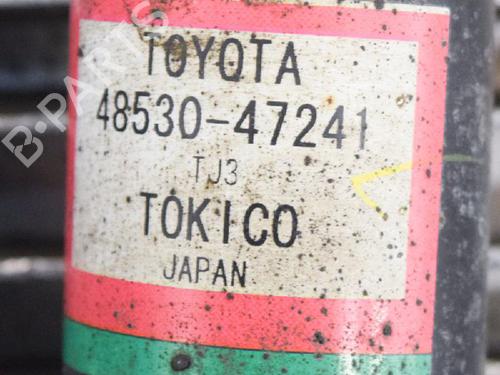 B-PARTS
TOYOTA
48530-47241
TJ3
TOKICO
JAPAN